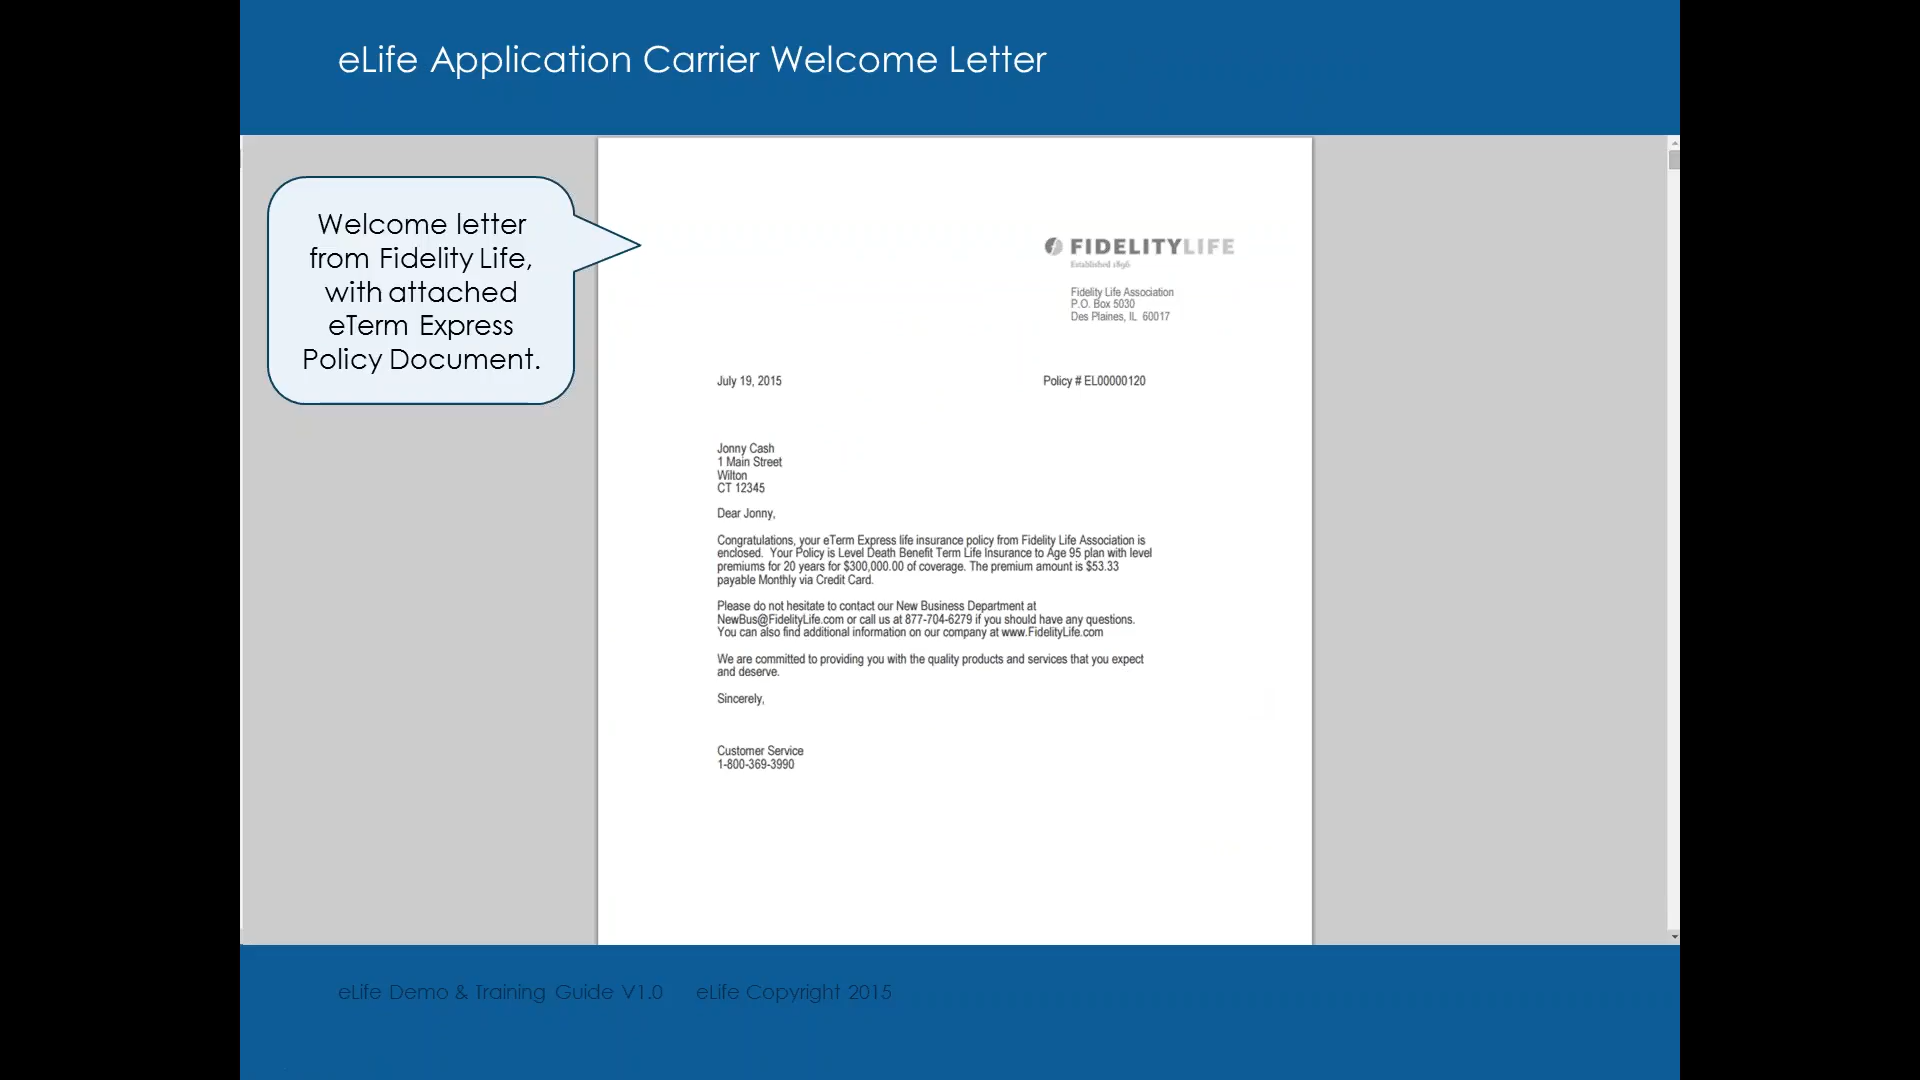 eLife Application Carrier Welcome Letter
Welcome letter
from Fidelity Life,
with attached
eTerm Express
Policy Document.
FIDELITYLIFE
Established 1896
Fidelity Life Association
P.O. Box 5030
Des Plaines, IL 60017
July 19, 2015 Policy # EL00000120
Jonny Cash
1 Main Street
Wilton
CT 12345
Dear Jonny,
Congratulations, your eTerm Express life insurance policy from Fidelity Life Association is
enclosed. Your Policy is Level Death Benefit Term Life Insurance to Age 95 plan with level
premiums for 20 years for $300,000.00 of coverage. The premium amount is $53.33
payable Monthly via Credit Card.
Please do not hesitate to contact our New Business Department at
NewBus@FidelityLife.com or call us at 877-704-6279 if you should have any questions.
You can also find additional information on our company at www.FidelityLife.com
We are committed to providing you with the quality products and services that you expect
and deserve.
Sincerely,
Customer Service
1-800-369-3990
eLife Demo & Training Guide V1.0 eLife Copyright 2015